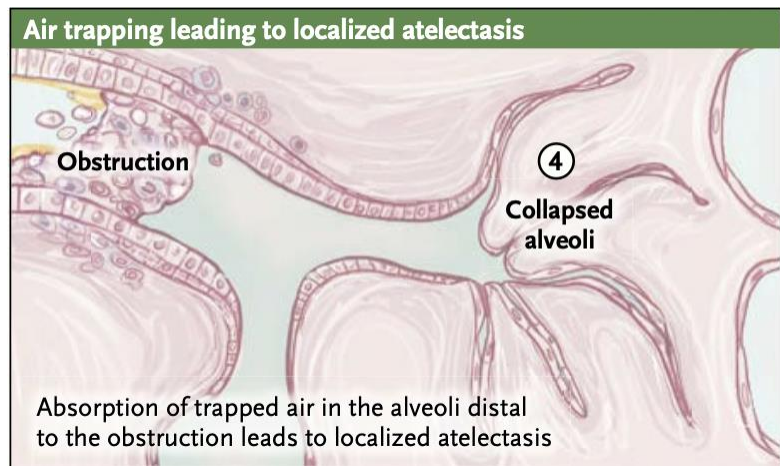 Air trapping leading to localized atelectasis
Obstruction
4
Collapsed
alveoli
Absorption of trapped air in the alveoli distal
to the obstruction leads to localized atelectasis